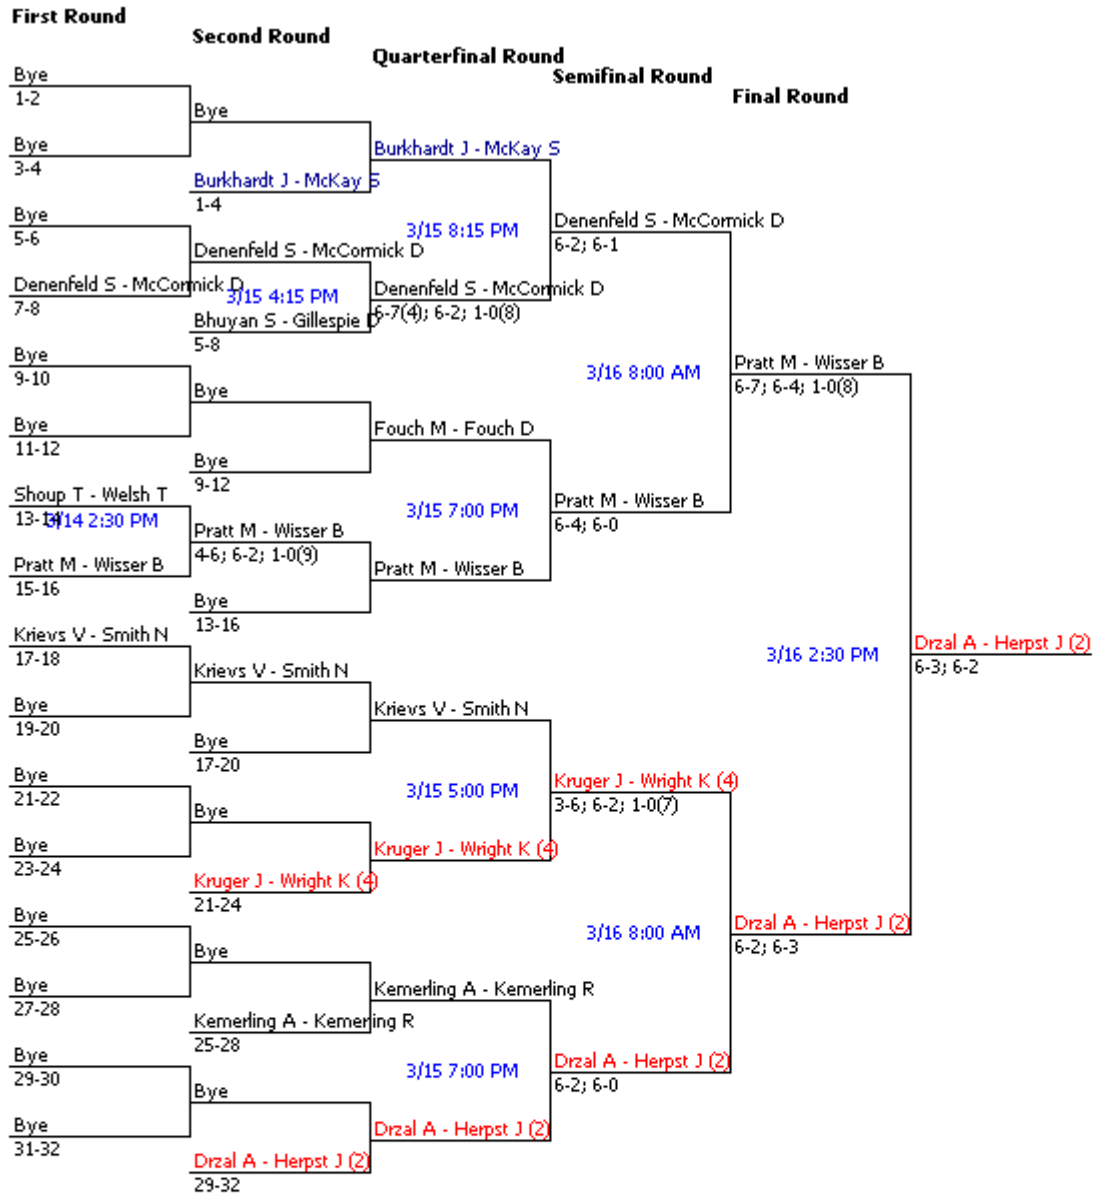 First Round
Second Round
Quarterfinal Round
Semifinal Round
Final Round
Bye
1-2
Bye
3-4
Bye
5-6
Denenfeld S - McCormick D
7-8
Bye
9-10
Bye
11-12
Shoup T - Welsh T
13-14
3/14 2:30 PM
Pratt M - Wisser B
15-16
Krievs V - Smith N
17-18
Bye
19-20
Bye
21-22
Bye
23-24
Bye
25-26
Bye
27-28
Bye
29-30
Bye
31-32
Bye
Burkhardt J - McKay S
1-4
Denenfeld S - McCormick D
3/15 4:15 PM
Bhuyan S - Gillespie D
5-8
Bye
Bye
9-12
Pratt M - Wisser B
4-6; 6-2; 1-0(9)
Bye
13-16
Krievs V - Smith N
Bye
17-20
Bye
Kruger J - Wright K (4)
21-24
Bye
Kemerling A - Kemerling R
25-28
Bye
Drzal A - Herpst J (2)
29-32
Burkhardt J - McKay S
3/15 8:15 PM
Denenfeld S - McCormick D
6-7(4); 6-2; 1-0(8)
Fouch M - Fouch D
3/15 7:00 PM
Pratt M - Wisser B
Krievs V - Smith N
3/15 5:00 PM
Kruger J - Wright K (4)
Kemerling A - Kemerling R
3/15 7:00 PM
Drzal A - Herpst J (2)
Denenfeld S - McCormick D
6-2; 6-1
3/16 8:00 AM
Pratt M - Wisser B
6-4; 6-0
Kruger J - Wright K (4)
3-6; 6-2; 1-0(7)
3/16 8:00 AM
Drzal A - Herpst J (2)
6-2; 6-0
Pratt M - Wisser B
6-7; 6-4; 1-0(8)
3/16 2:30 PM
Drzal A - Herpst J (2)
6-2; 6-3
Drzal A - Herpst J (2)
6-3; 6-2